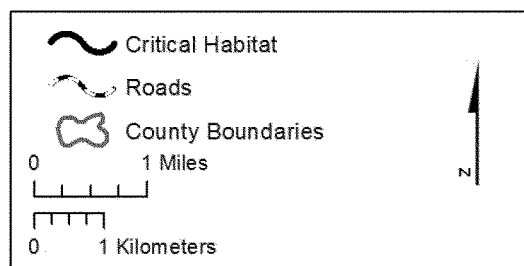 Critical Habitat
Roads
County Boundaries
0 1 Miles
0 1 Kilometers
N